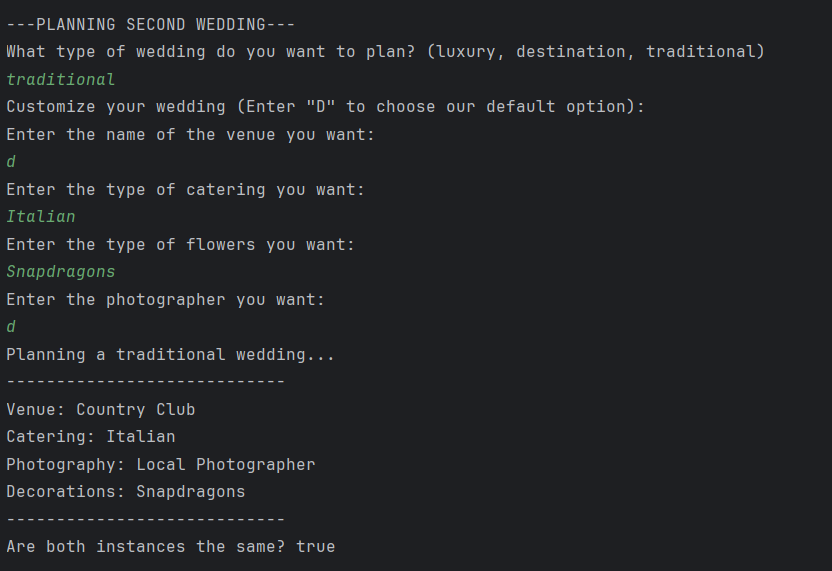 ---PLANNING SECOND WEDDING---
What type of wedding do you want to plan? (luxury, destination, traditional)
traditional
Customize your wedding (Enter "D" to choose our default option):
Enter the name of the venue you want:
d
Enter the type of catering you want:
Italian
Enter the type of flowers you want:
Snapdragons
Enter the photographer you want:
d
Planning a traditional wedding...
----------------------------
Venue: Country Club
Catering: Italian
Photography: Local Photographer
Decorations: Snapdragons
----------------------------
Are both instances the same? true